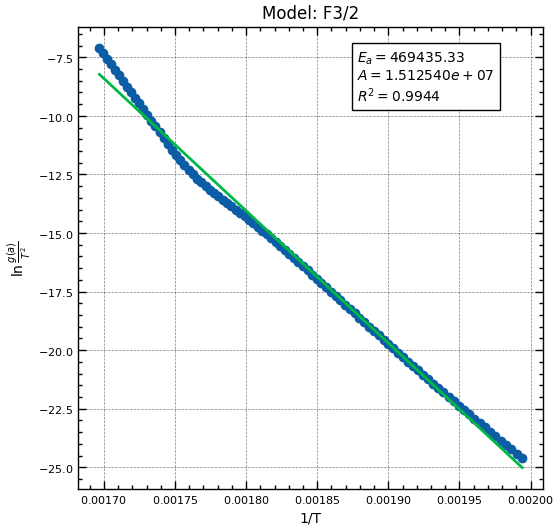 Model: F3/2
E_a = 469435.33
A = 1.512540e + 07
R² = 0.9944
ln g(a)/T²
−7.5
−10.0
−12.5
−15.0
−17.5
−20.0
−22.5
−25.0
0.00170 0.00175 0.00180 0.00185 0.00190 0.00195 0.00200
1/T